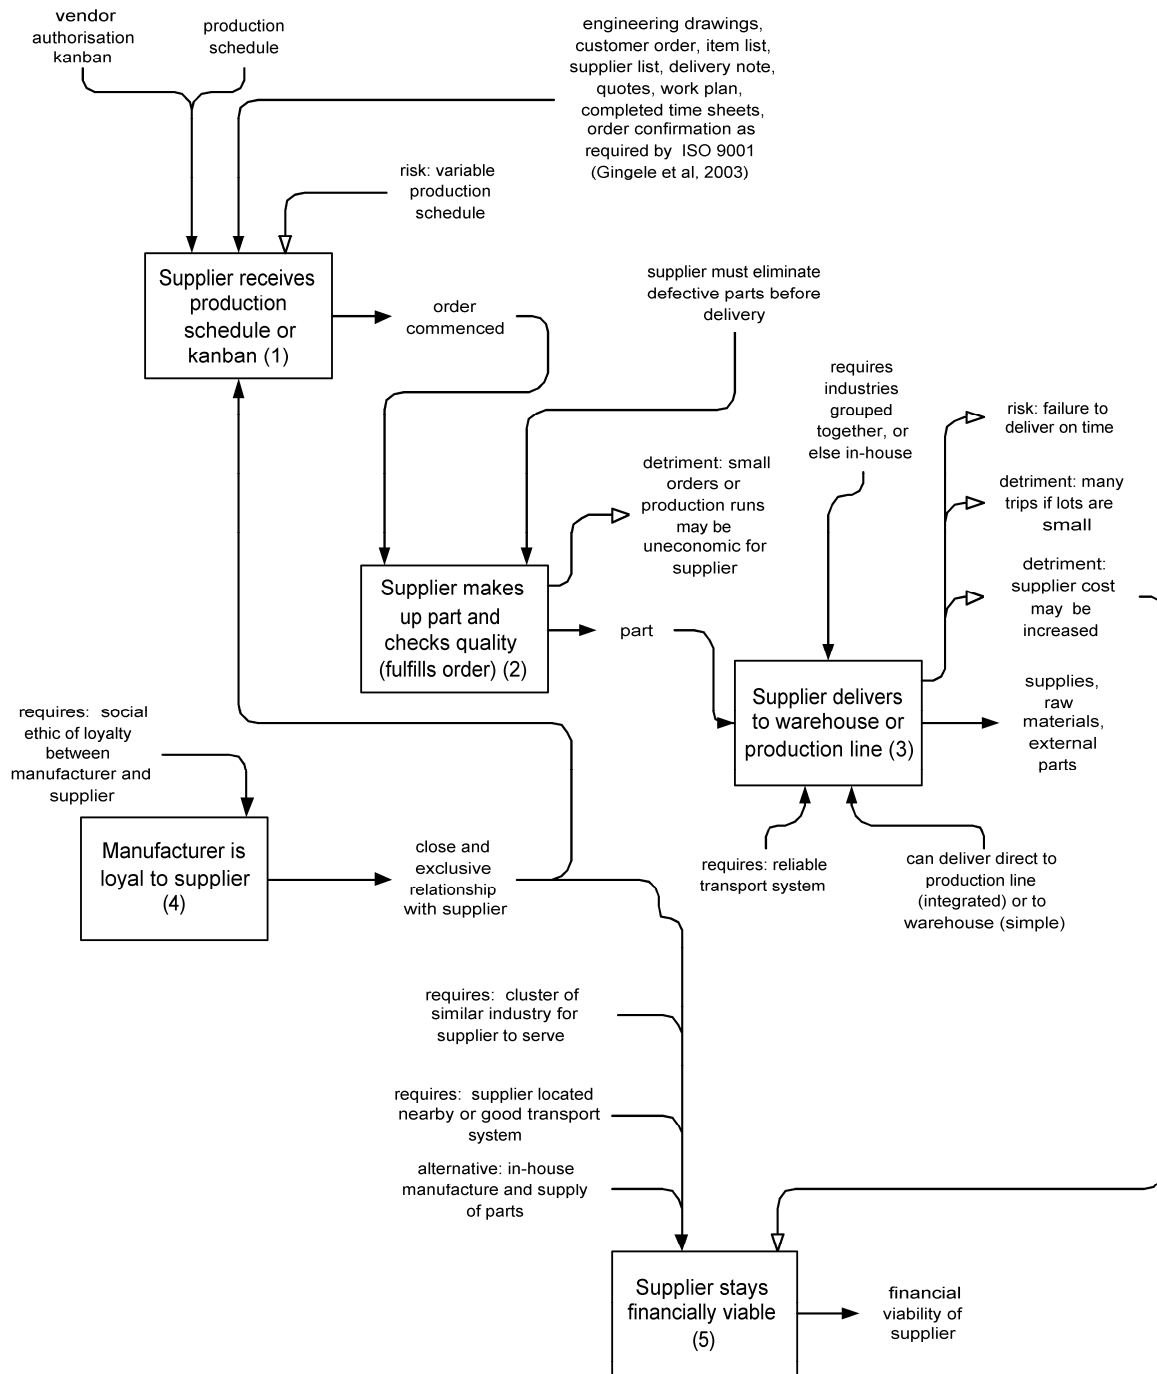 vendor
authorisation
kanban
production
schedule
engineering drawings,
customer order, item list,
supplier list, delivery note,
quotes, work plan,
completed time sheets,
order confirmation as
required by ISO 9001
(Gingele et al, 2003)
risk: variable
production
schedule
Supplier receives
production
schedule or
kanban (1)
order
commenced
supplier must eliminate
defective parts before
delivery
requires
industries
grouped
together, or
else in-house
risk: failure to
deliver on time
detriment: small
orders or
production runs
may be
uneconomic for
supplier
detriment: many
trips if lots are
small
detriment:
supplier cost
may be
increased
Supplier makes
up part and
checks quality
(fulfills order) (2)
part
Supplier delivers
to warehouse or
production line (3)
supplies,
raw
materials,
external
parts
requires: social
ethic of loyalty
between
manufacturer and
supplier
Manufacturer is
loyal to supplier
(4)
close and
exclusive
relationship
with supplier
requires: reliable
transport system
can deliver direct to
production line
(integrated) or to
warehouse (simple)
requires: cluster of
similar industry for
supplier to serve
requires: supplier located
nearby or good transport
system
alternative: in-house
manufacture and supply
of parts
Supplier stays
financially viable
(5)
financial
viability of
supplier